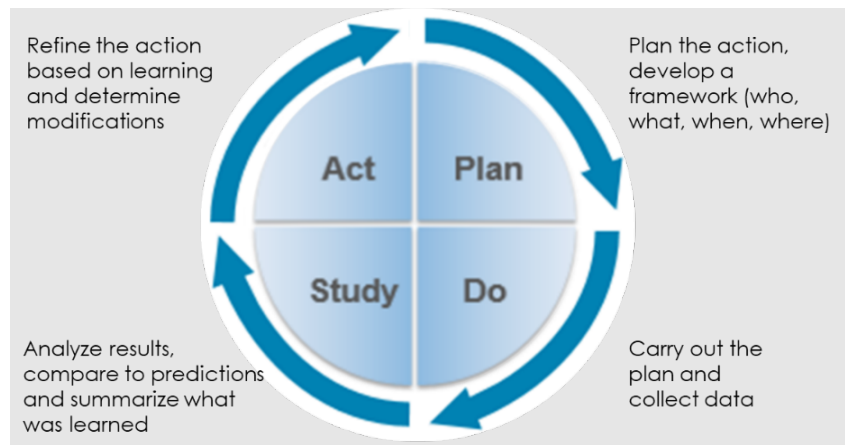 Refine the action
based on learning
and determine
modifications
Plan the action,
develop a
framework (who,
what, when, where)
Act
Plan
Study
Do
Analyze results,
compare to predictions
and summarize what
was learned
Carry out the
plan and
collect data